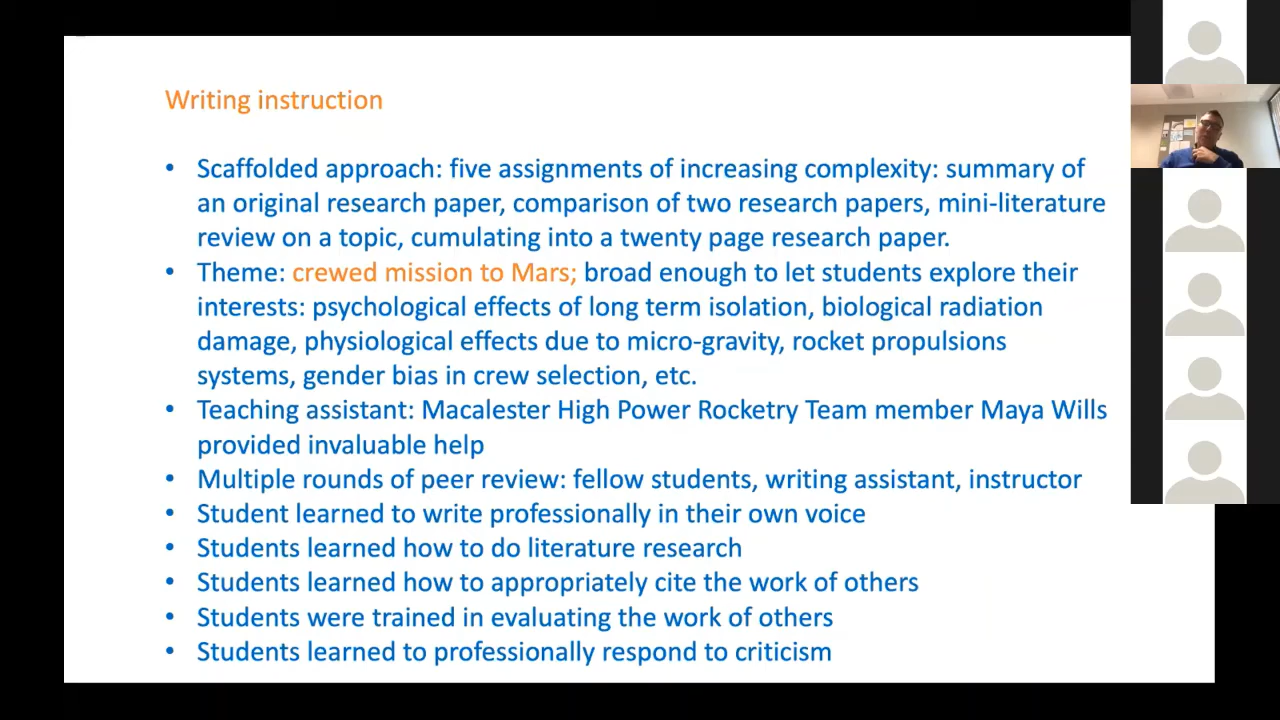 Writing instruction
• Scaffolded approach: five assignments of increasing complexity: summary of
an original research paper, comparison of two research papers, mini-literature
review on a topic, cumulating into a twenty page research paper.
• Theme: crewed mission to Mars; broad enough to let students explore their
interests: psychological effects of long term isolation, biological radiation
damage, physiological effects due to micro-gravity, rocket propulsions
systems, gender bias in crew selection, etc.
• Teaching assistant: Macalester High Power Rocketry Team member Maya Wills
provided invaluable help
• Multiple rounds of peer review: fellow students, writing assistant, instructor
• Student learned to write professionally in their own voice
• Students learned how to do literature research
• Students learned how to appropriately cite the work of others
• Students were trained in evaluating the work of others
• Students learned to professionally respond to criticism